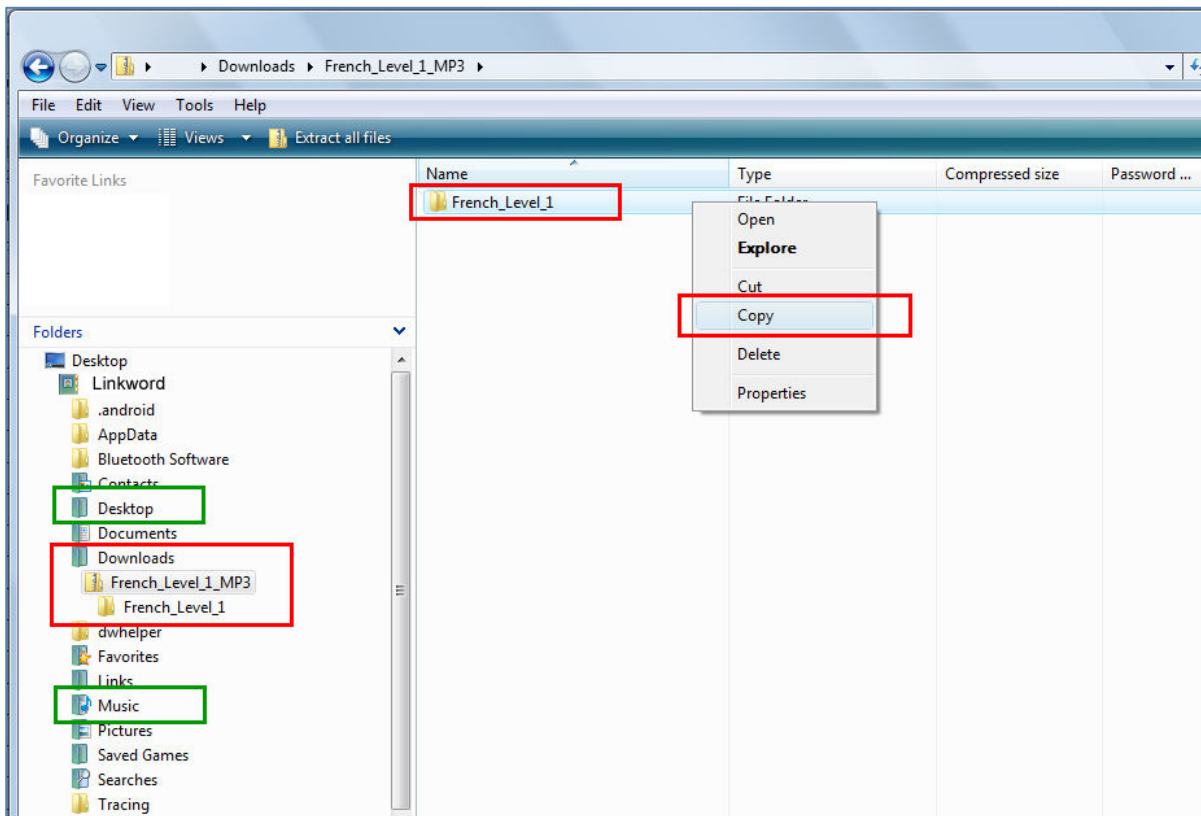 Downloads French_Level_1_MP3
File Edit View Tools Help
Organize Views Extract all files
Favorite Links
Name Type Compressed size Password ...
French_Level_1 File Folder
Open
Explore
Cut
Copy
Delete
Properties
Folders
Desktop
Linkword
.android
AppData
Bluetooth Software
Contacts
Desktop
Documents
Downloads
French_Level_1_MP3
French_Level_1
dwhelper
Favorites
Links
Music
Pictures
Saved Games
Searches
Tracing